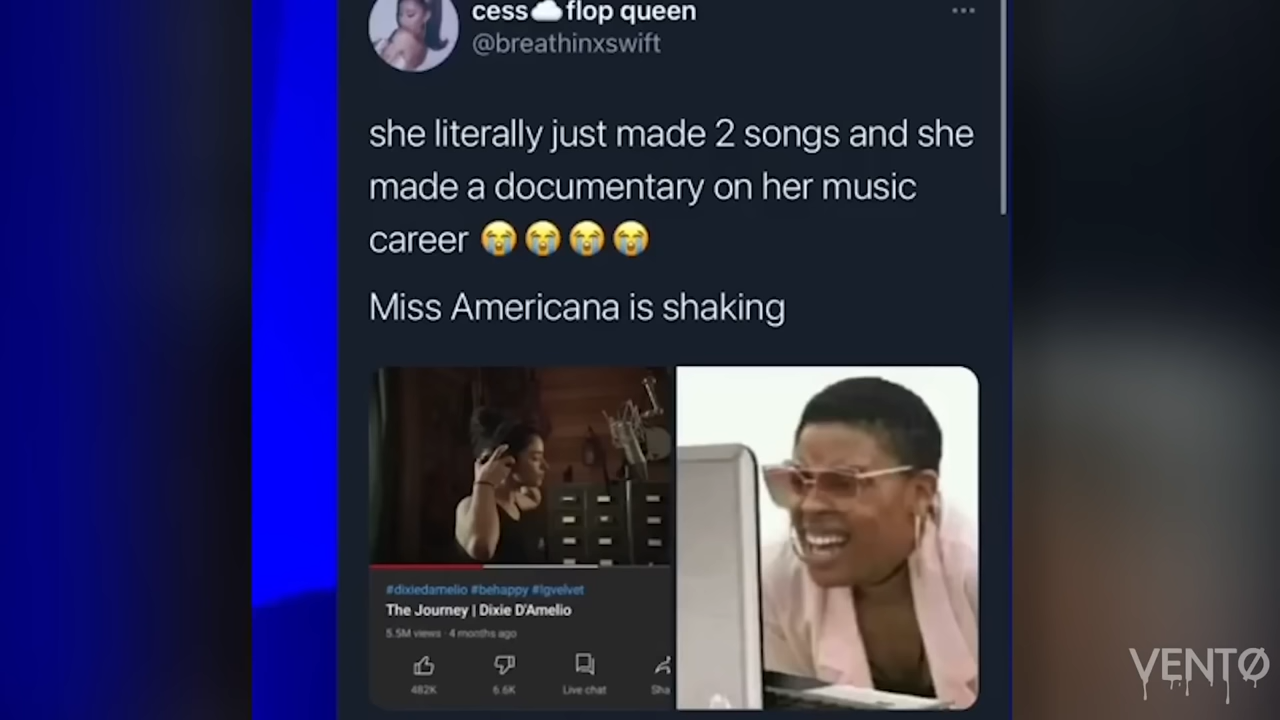 cess☁️flop queen
@breathinxswift
she literally just made 2 songs and she
made a documentary on her music
career 😭😭😭😭
Miss Americana is shaking
#dixiedamelio #behappy #lgvelvet
The Journey | Dixie D'Amelio
5.5M views · 4 months ago
482K
6.6K
Live chat
Sha
VENTØ